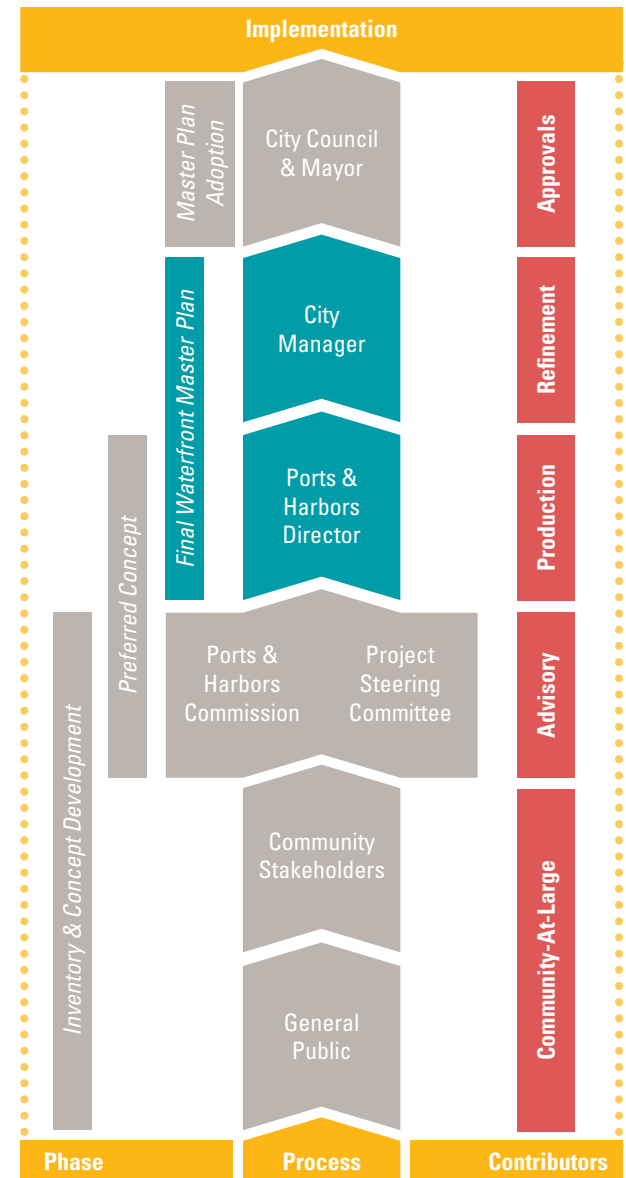 Implementation
Master Plan
Adoption
City Council
& Mayor
Approvals
Final Waterfront Master Plan
City
Manager
Refinement
Preferred Concept
Ports &
Harbors
Director
Production
Inventory & Concept Development
Ports &
Harbors
Commission
Project
Steering
Committee
Advisory
Community
Stakeholders
Community-At-Large
General
Public
Phase
Process
Contributors